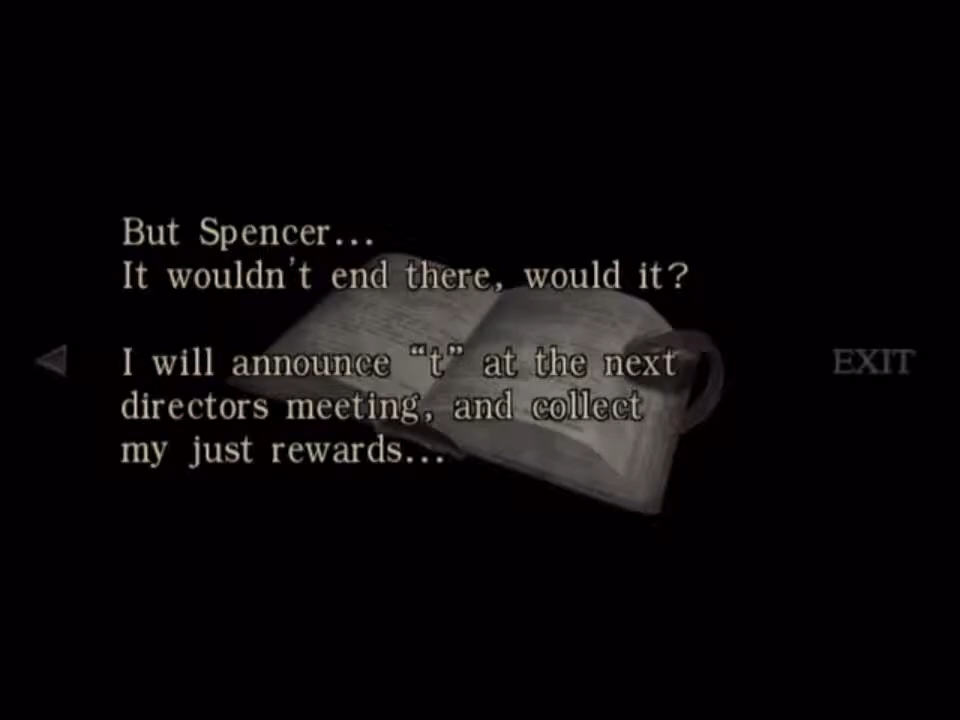 But Spencer...
It wouldn't end there, would it?
I will announce “t” at the next
directors meeting, and collect
my just rewards...
EXIT